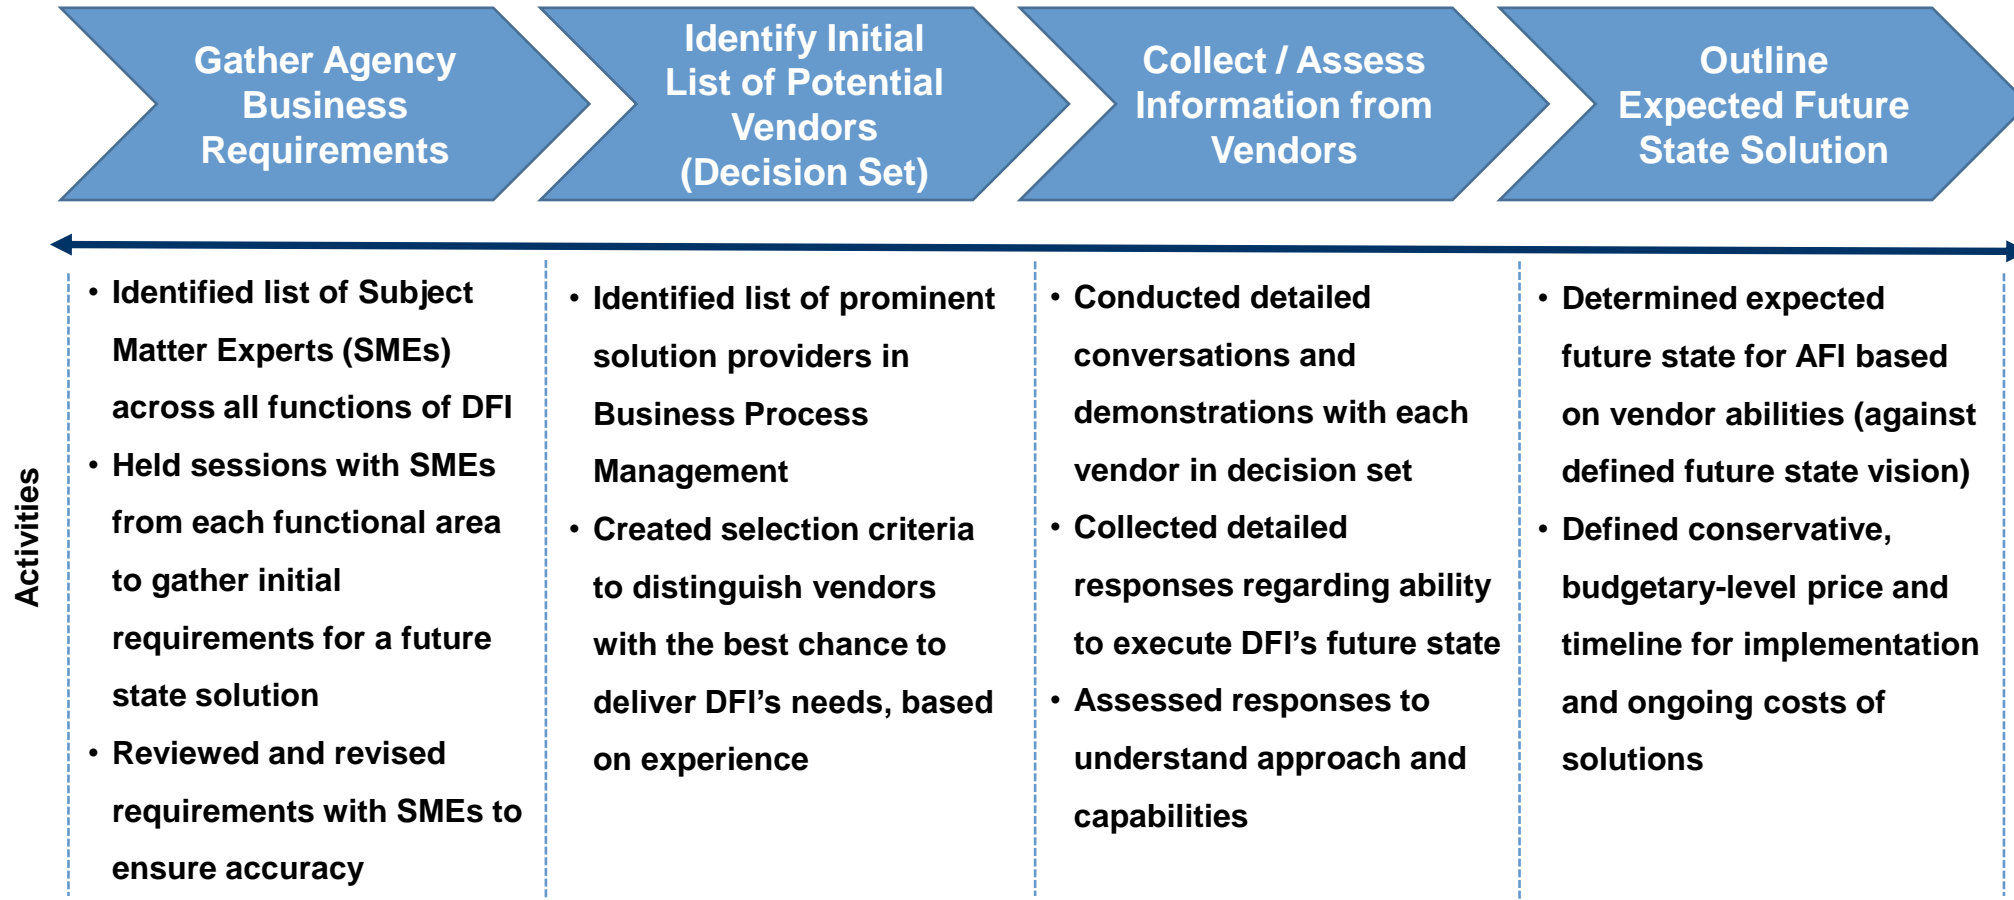 Gather Agency
Business
Requirements
Identify Initial
List of Potential
Vendors
(Decision Set)
Collect / Assess
Information from
Vendors
Outline
Expected Future
State Solution
Activities
• Identified list of Subject
Matter Experts (SMEs)
across all functions of DFI
• Held sessions with SMEs
from each functional area
to gather initial
requirements for a future
state solution
• Reviewed and revised
requirements with SMEs to
ensure accuracy
• Identified list of prominent
solution providers in
Business Process
Management
• Created selection criteria
to distinguish vendors
with the best chance to
deliver DFI’s needs, based
on experience
• Conducted detailed
conversations and
demonstrations with each
vendor in decision set
• Collected detailed
responses regarding ability
to execute DFI’s future state
• Assessed responses to
understand approach and
capabilities
• Determined expected
future state for AFI based
on vendor abilities (against
defined future state vision)
• Defined conservative,
budgetary-level price and
timeline for implementation
and ongoing costs of
solutions